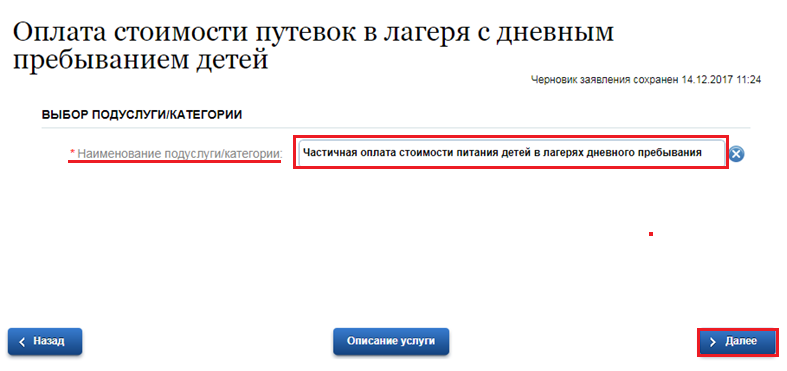 Оплата стоимости путевок в лагеря с дневным
пребыванием детей
Черновик заявления сохранен 14.12.2017 11:24
ВЫБОР ПОДУСЛУГИ/КАТЕГОРИИ
* Наименование подуслуги/категории: Частичная оплата стоимости питания детей в лагерях дневного пребывания
Назад Описание услуги Далее